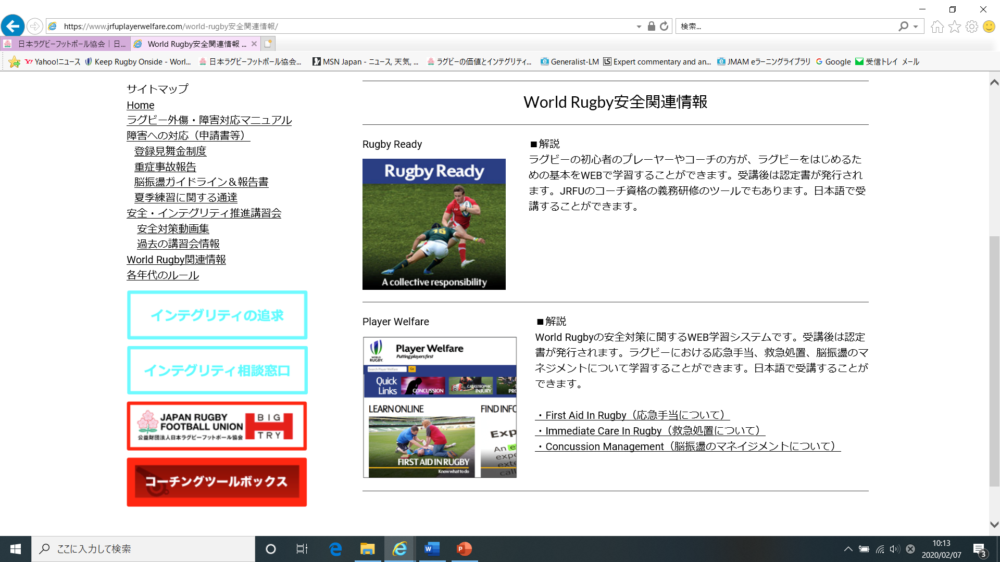 https://www.jrfuplayerwelfare.com/world-rugby安全関連情報/
検索...
日本ラグビーフットボール協会｜日...
World Rugby安全関連情報 ...
Yahoo!ニュース
Keep Rugby Onside - Worl...
日本ラグビーフットボール協会...
MSN Japan - ニュース, 天気, ...
ラグビーの価値とインテグリティ...
Generalist-LM
Expert commentary and an...
JMAM eラーニングライブラリ
Google
受信トレイ メール
サイトマップ
Home
ラグビー外傷・障害対応マニュアル
障害への対応（申請書等）
登録見舞金制度
重症事故報告
脳振盪ガイドライン＆報告書
夏季練習に関する通達
安全・インテグリティ推進講習会
安全対策動画集
過去の講習会情報
World Rugby関連情報
各年代のルール
インテグリティの追求
インテグリティ相談窓口
JAPAN RUGBY
FOOTBALL UNION
公益財団法人日本ラグビーフットボール協会
BIG
TRY
コーチングツールボックス
World Rugby安全関連情報
Rugby Ready
Rugby Ready
15
A collective responsibility
■解説
ラグビーの初心者のプレーヤーやコーチの方が、ラグビーをはじめるた
めの基本をWEBで学習することができます。受講後は認定書が発行され
ます。JRFUのコーチ資格の義務研修のツールでもあります。日本語で受
講することができます。
Player Welfare
WORLD
RUGBY.
Player Welfare
Putting players first
Search Player Welfare
Go
Quick
Links
CONCUSSION
CATASTROPHIC
INJURY
PRO
LEARN ONLINE
FIND INFO
FIRST AID IN RUGBY
Know what to do
Exp
An e
expe
exte
call
■解説
World Rugbyの安全対策に関するWEB学習システムです。受講後は認定
書が発行されます。ラグビーにおける応急手当、救急処置、脳振盪のマ
ネジメントについて学習することができます。日本語で受講することが
できます。
・First Aid In Rugby（応急手当について）
・Immediate Care In Rugby（救急処置について）
・Concussion Management（脳振盪のマネイジメントについて）
ここに入力して検索
10:13
2020/02/07
3